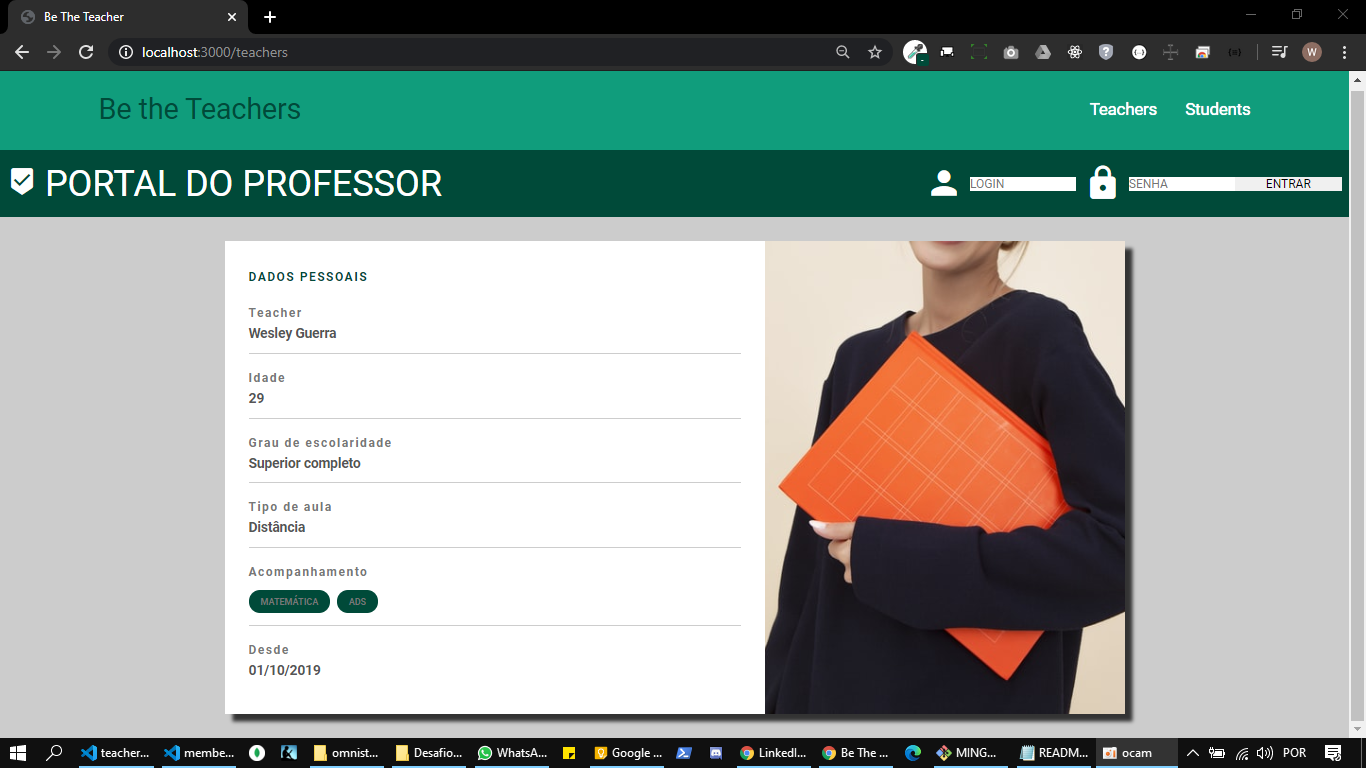 Be The Teacher
localhost:3000/teachers
W
Be the Teachers
Teachers
Students
PORTAL DO PROFESSOR
LOGIN
SENHA
ENTRAR
DADOS PESSOAIS
Teacher
Wesley Guerra
Idade
29
Grau de escolaridade
Superior completo
Tipo de aula
Distância
Acompanhamento
MATEMÁTICA
ADS
Desde
01/10/2019
teacher...
membe...
omnist...
Desafio...
WhatsA...
Google ...
LinkedI...
Be The ...
MING...
READM...
ocam
POR